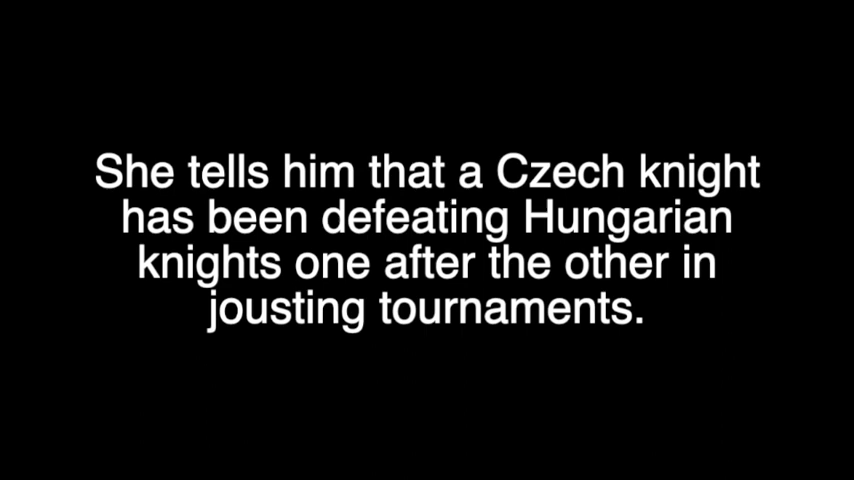 She tells him that a Czech knight
has been defeating Hungarian
knights one after the other in
jousting tournaments.